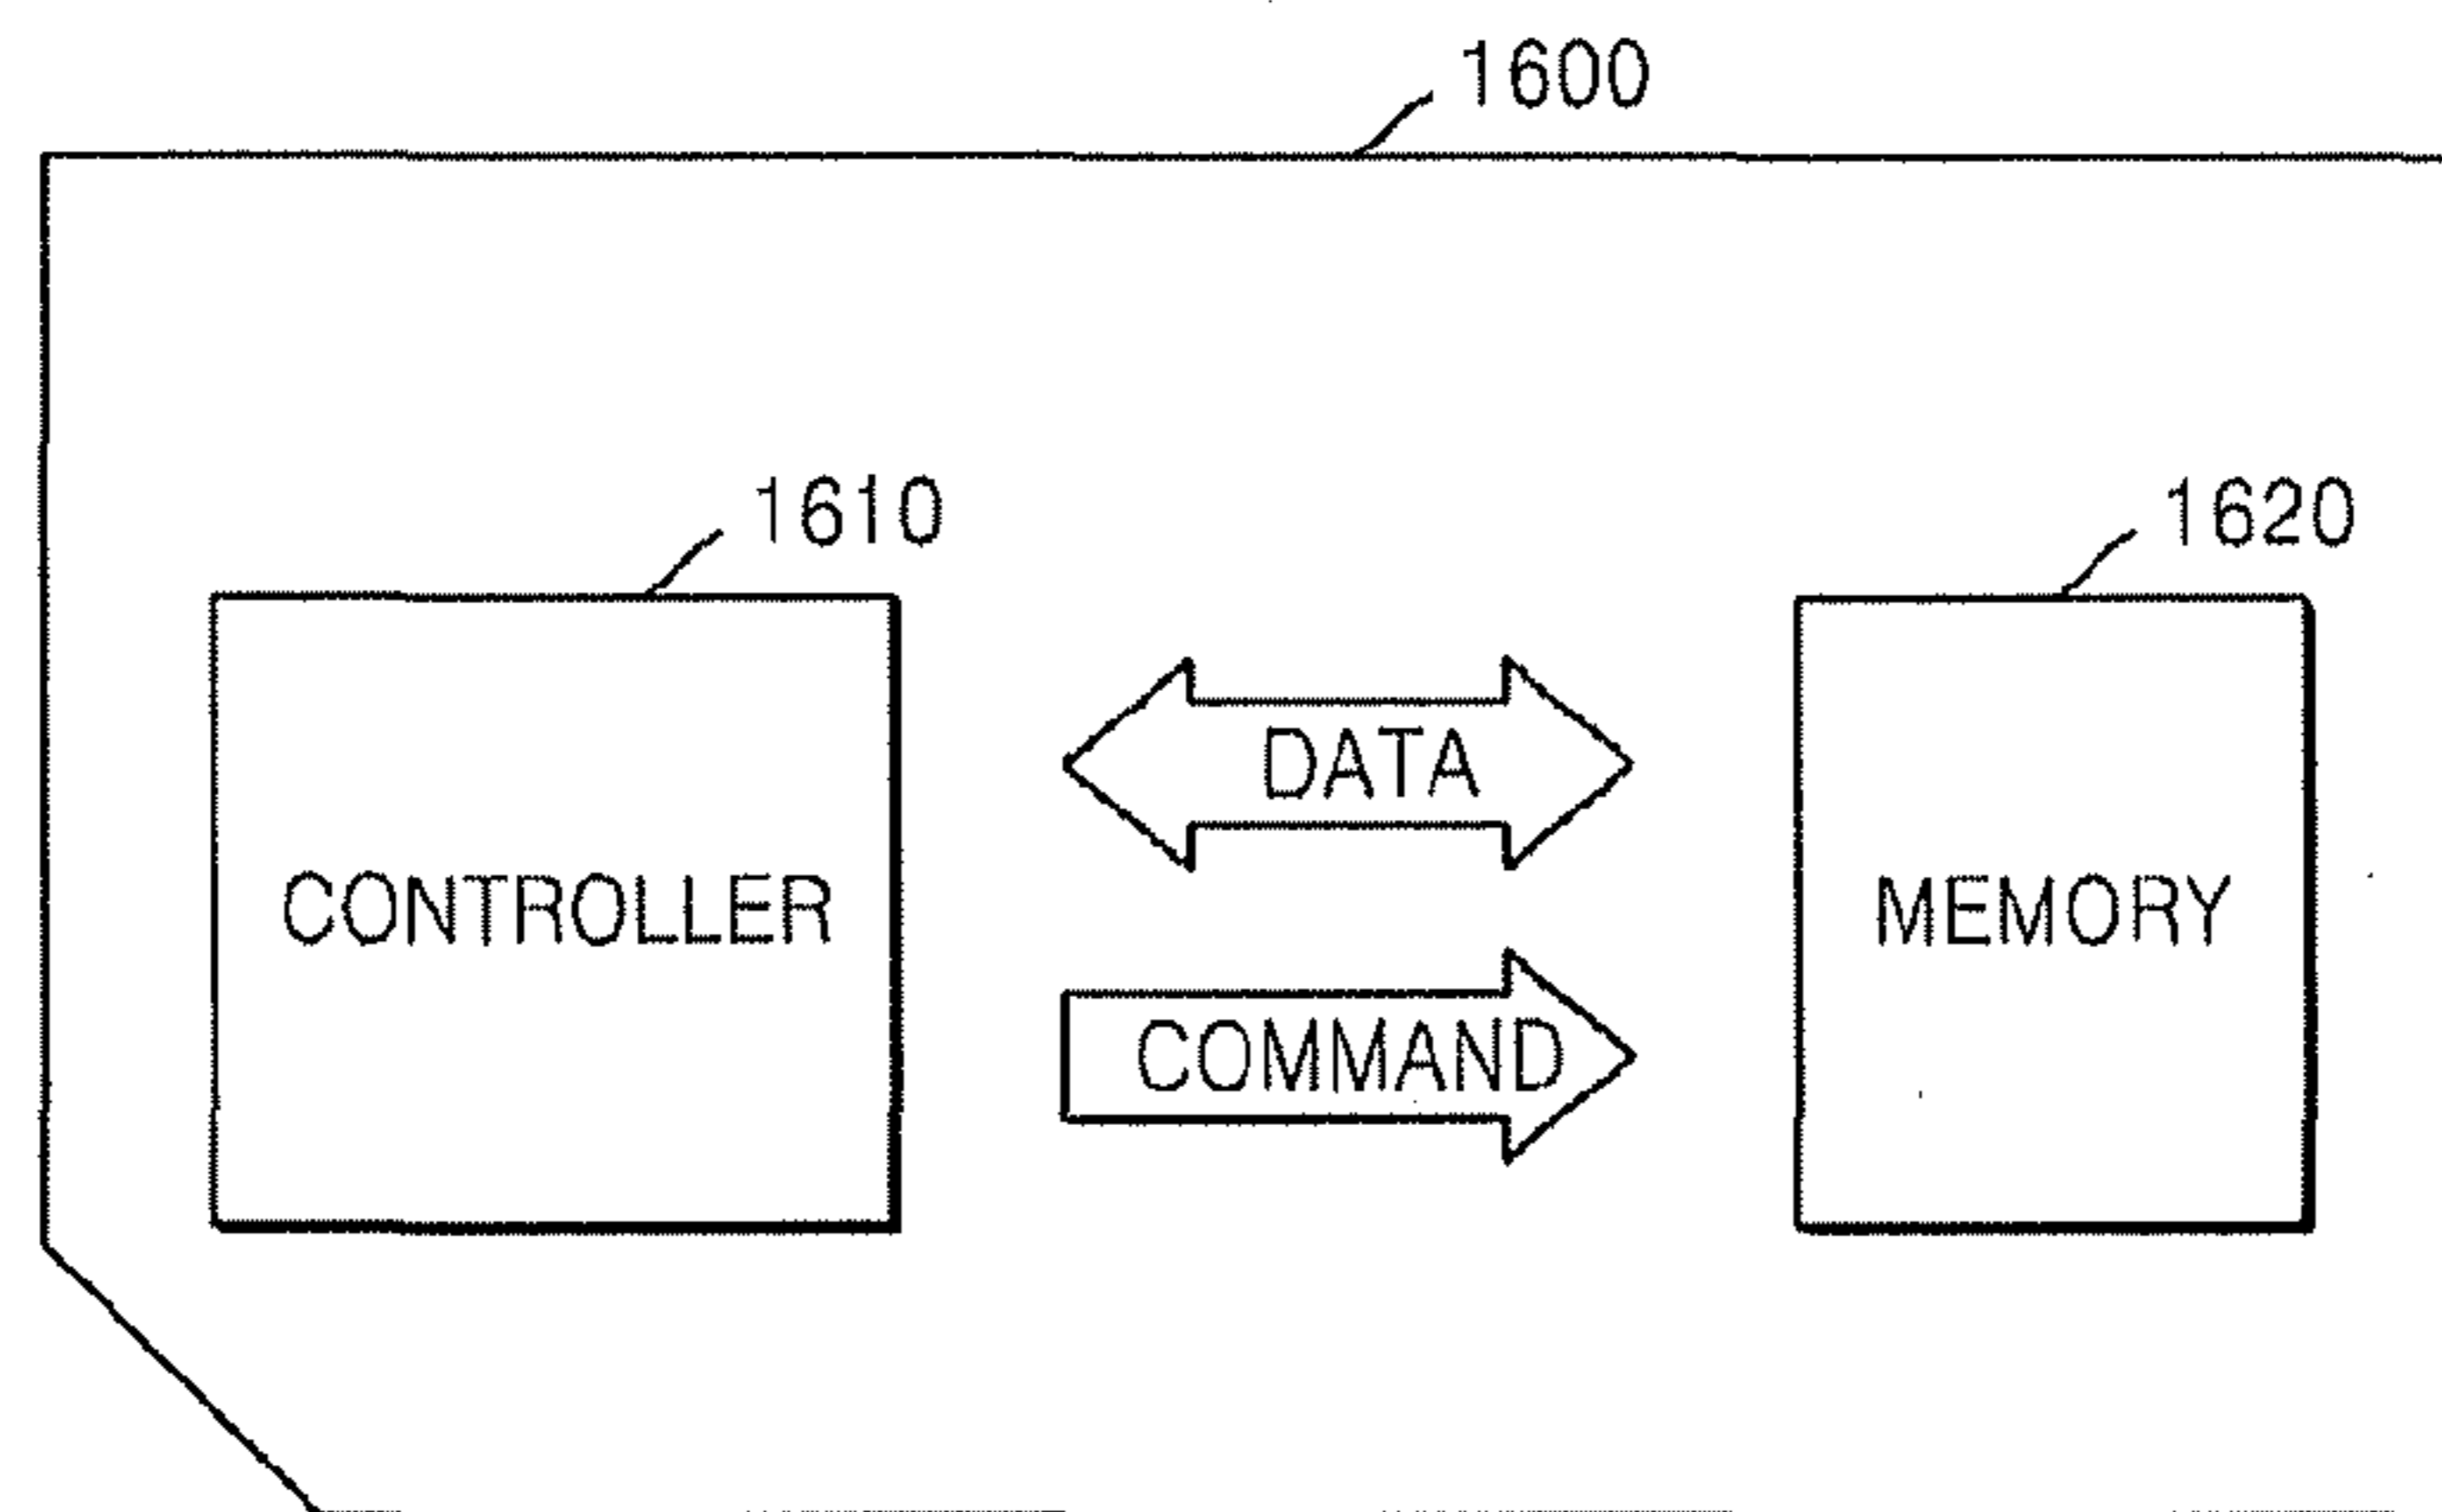 1600
1610
1620
DATA
CONTROLLER
MEMORY
COMMAND